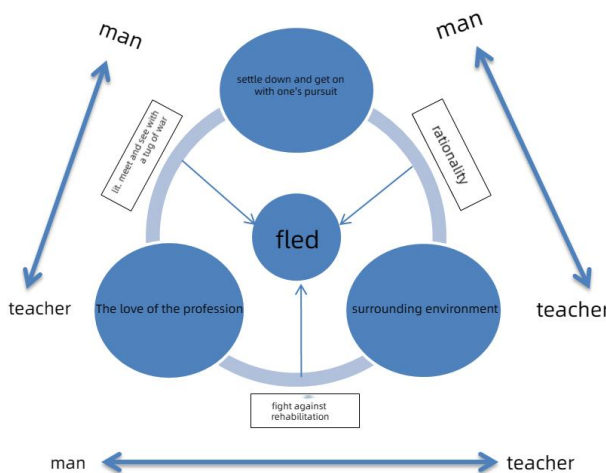 man
man
settle down and get on
with one's pursuit
lit. meet and see with
a tug of war
rationality
fled
teacher
The love of the profession
surrounding environment
teacher
fight against
rehabilitation
man
teacher